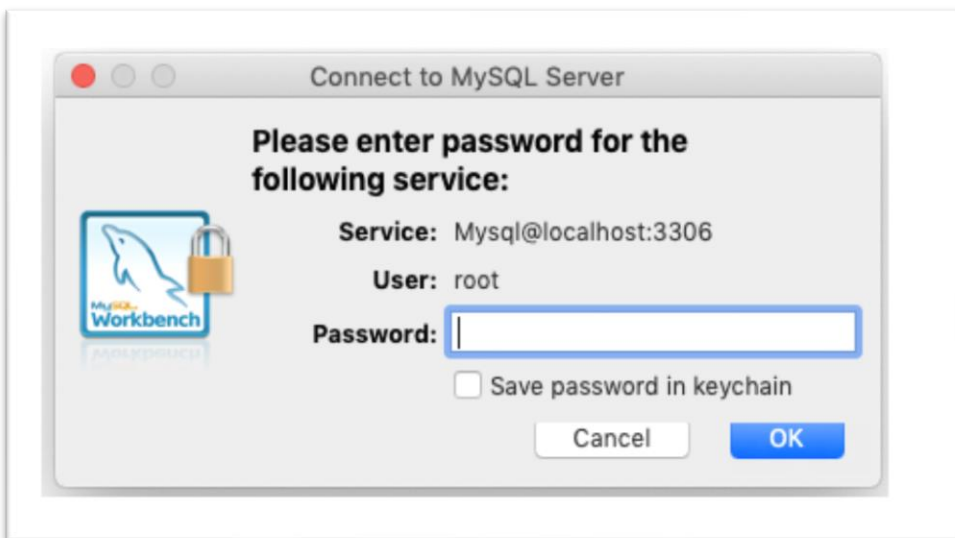 Connect to MySQL Server
Please enter password for the
following service:
Service: Mysql@localhost:3306
User: root
MySQL
Workbench
Password:
Save password in keychain
Cancel OK